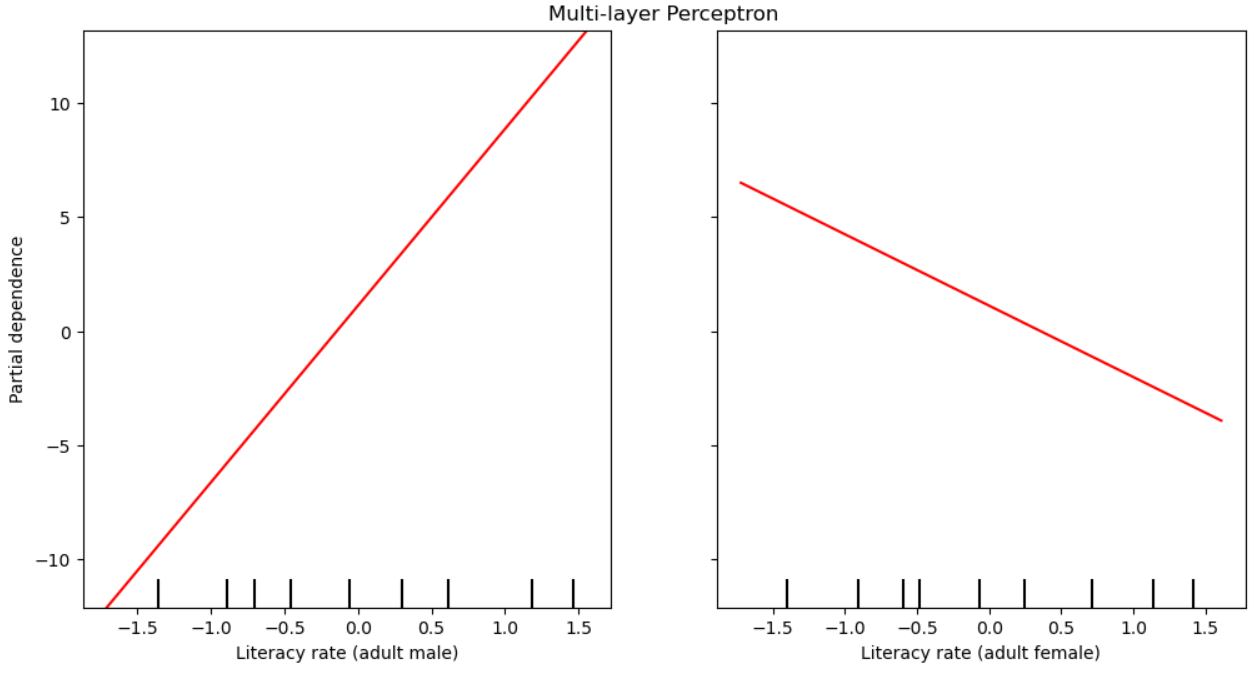 Multi-layer Perceptron
Partial dependence
10
5
0
−5
−10
−1.5 −1.0 −0.5 0.0 0.5 1.0 1.5
Literacy rate (adult male)
−1.5 −1.0 −0.5 0.0 0.5 1.0 1.5
Literacy rate (adult female)